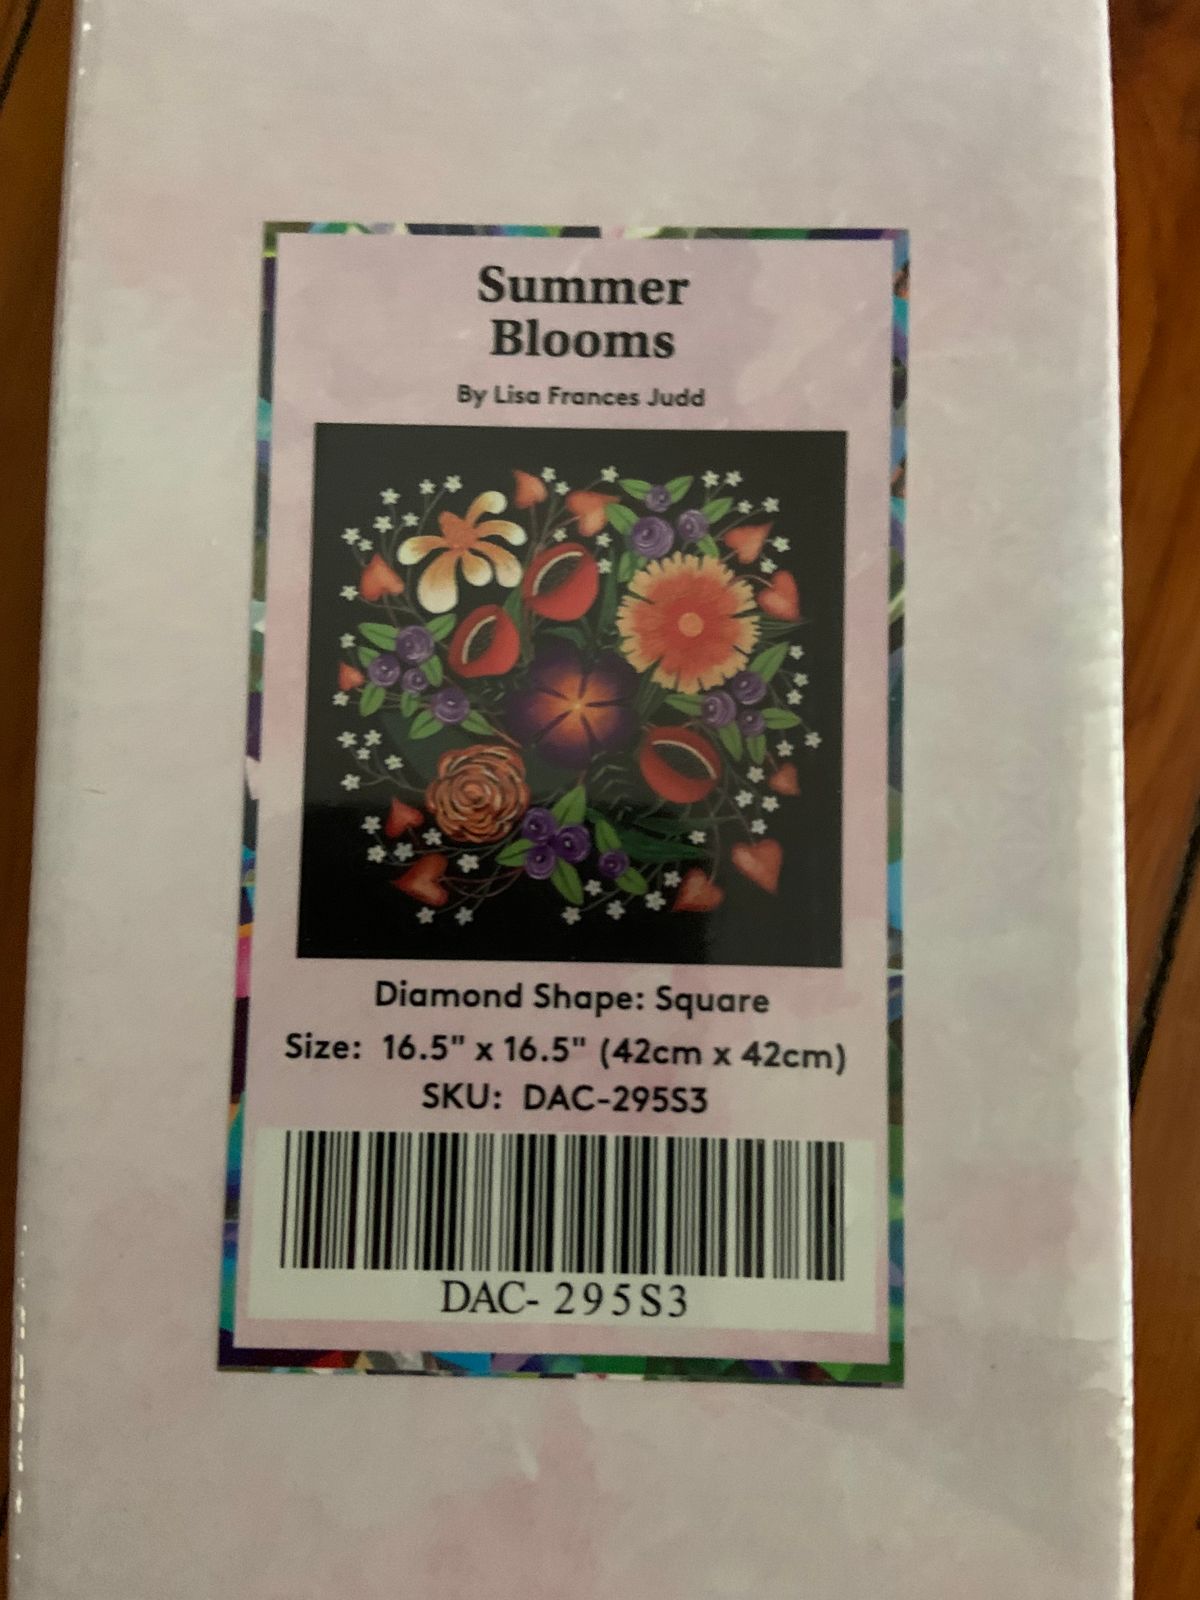 Summer
Blooms
By Lisa Frances Judd
Diamond Shape: Square
Size: 16.5" x 16.5" (42cm x 42cm)
SKU: DAC-295S3
DAC- 295S3